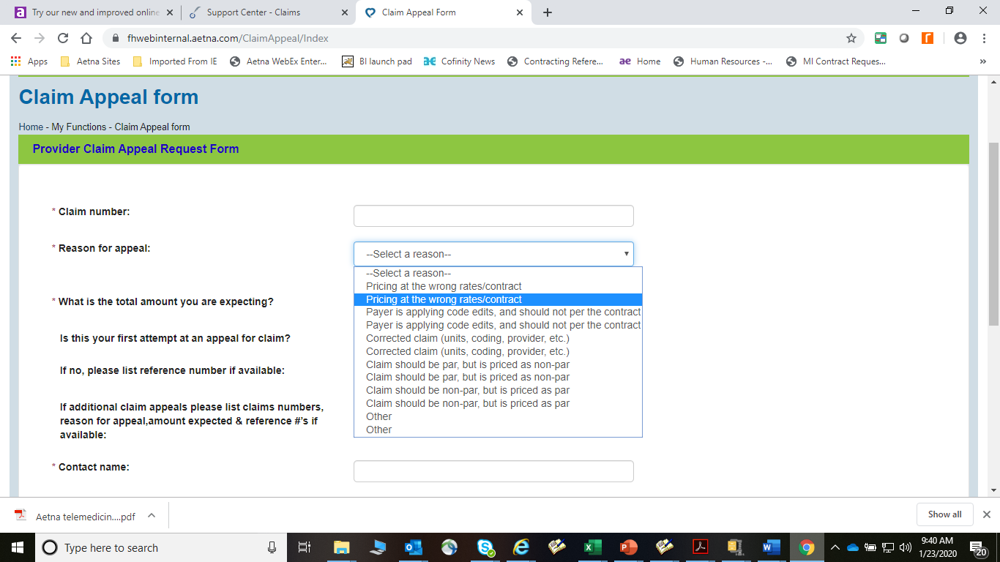 Try our new and improved online
Support Center - Claims
Claim Appeal Form
fhwebinternal.aetna.com/ClaimAppeal/Index
Apps
Aetna Sites
Imported From IE
Aetna WebEx Enter...
BI launch pad
Cofinity News
Contracting Refere...
ae Home
Human Resources -...
MI Contract Reques...
»
Claim Appeal form
Home - My Functions - Claim Appeal form
Provider Claim Appeal Request Form
* Claim number:
* Reason for appeal:
--Select a reason--
--Select a reason--
Pricing at the wrong rates/contract
Pricing at the wrong rates/contract
Payer is applying code edits, and should not per the contract
Payer is applying code edits, and should not per the contract
Corrected claim (units, coding, provider, etc.)
Corrected claim (units, coding, provider, etc.)
Claim should be par, but is priced as non-par
Claim should be par, but is priced as non-par
Claim should be non-par, but is priced as par
Claim should be non-par, but is priced as par
Other
Other
* What is the total amount you are expecting?
Is this your first attempt at an appeal for claim?
If no, please list reference number if available:
If additional claim appeals please list claims numbers,
reason for appeal,amount expected & reference #'s if
available:
* Contact name:
Aetna telemedicin....pdf
Show all
Type here to search
9:40 AM
1/23/2020
20